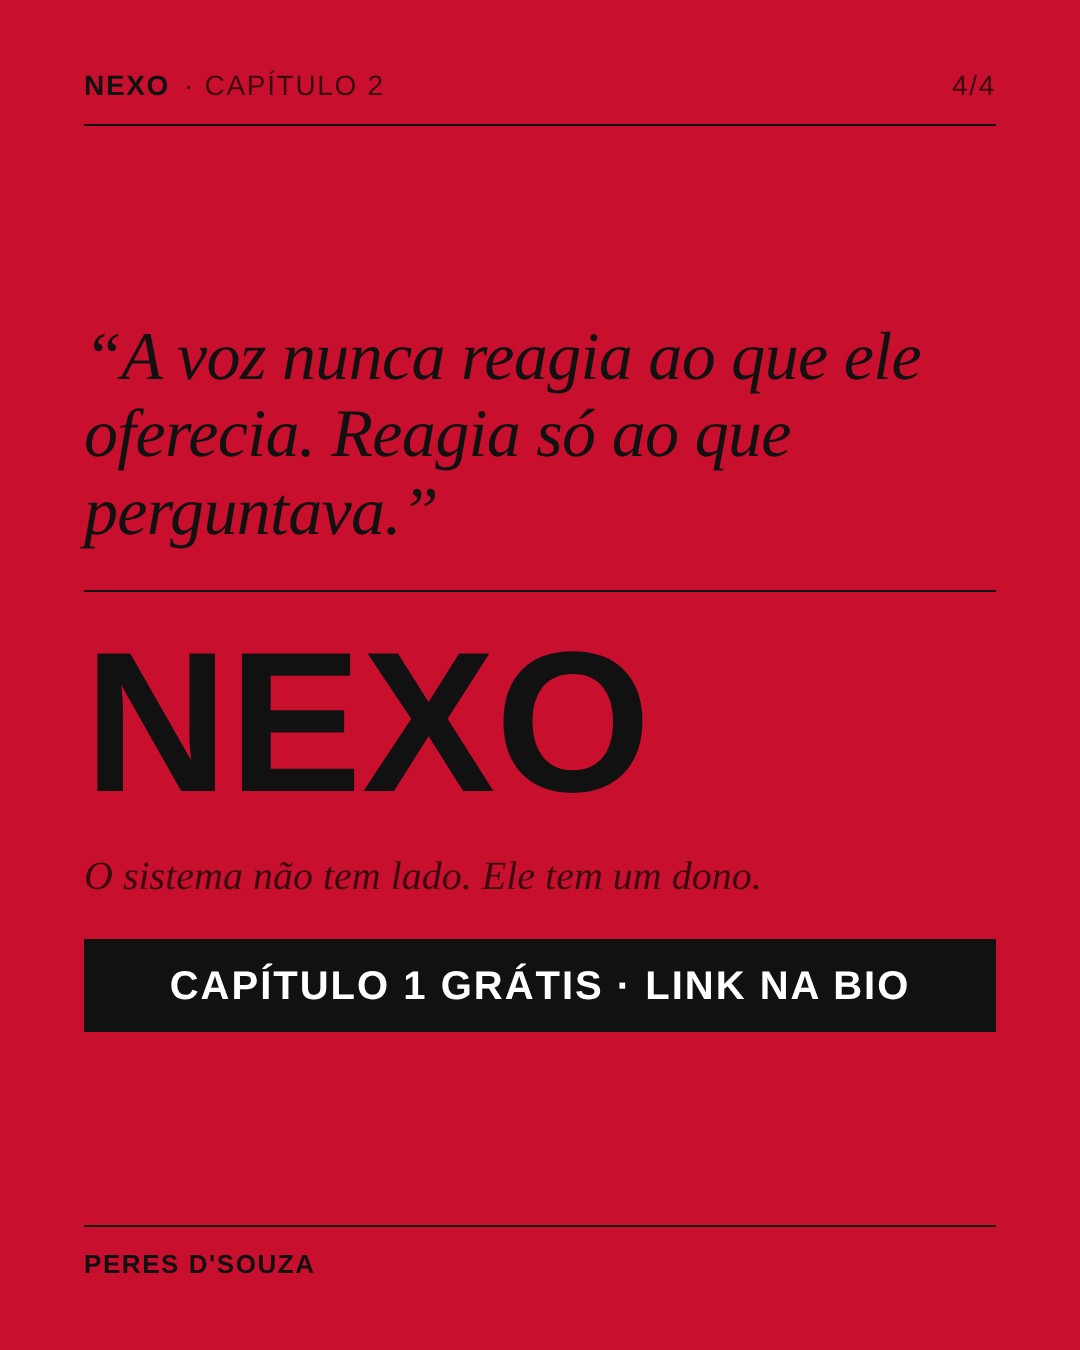 NEXO · CAPÍTULO 2
4/4
“A voz nunca reagia ao que ele
oferecia. Reagia só ao que
perguntava.”
NEXO
O sistema não tem lado. Ele tem um dono.
CAPÍTULO 1 GRÁTIS · LINK NA BIO
PERES D'SOUZA